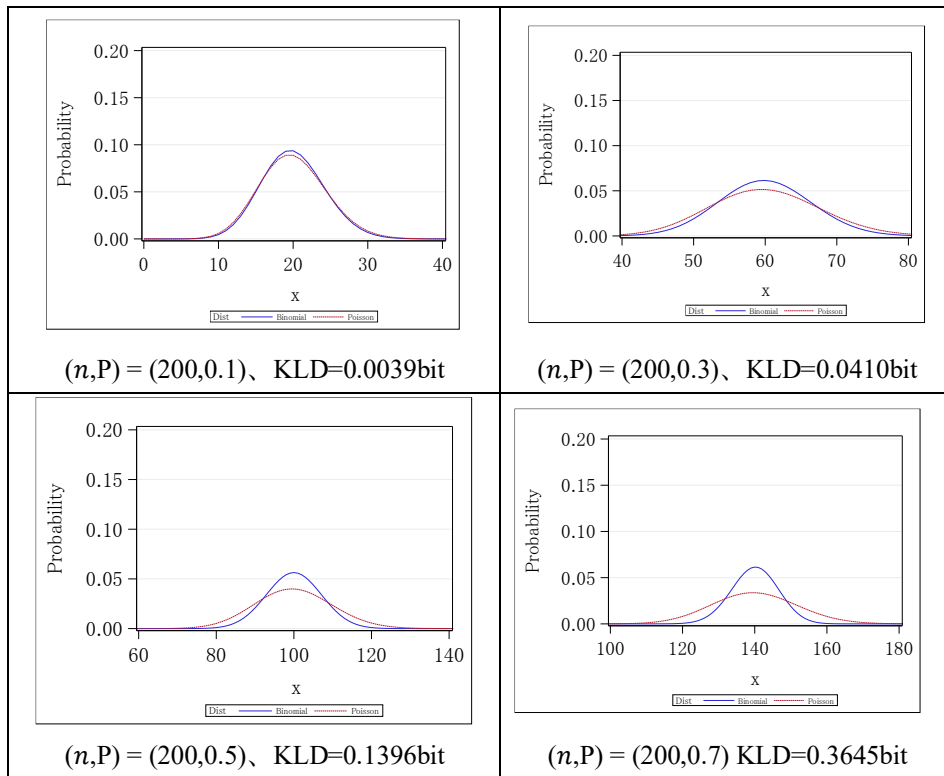 0.20
0.15
0.10
0.05
0.00
Probability
0 10 20 30 40
x
Dist Binomial Poisson
(n,P) = (200,0.1)、KLD=0.0039bit
0.20
0.15
0.10
0.05
0.00
Probability
40 50 60 70 80
x
Dist Binomial Poisson
(n,P) = (200,0.3)、KLD=0.0410bit
0.20
0.15
0.10
0.05
0.00
Probability
60 80 100 120 140
x
Dist Binomial Poisson
(n,P) = (200,0.5)、KLD=0.1396bit
0.20
0.15
0.10
0.05
0.00
Probability
100 120 140 160 180
x
Dist Binomial Poisson
(n,P) = (200,0.7) KLD=0.3645bit